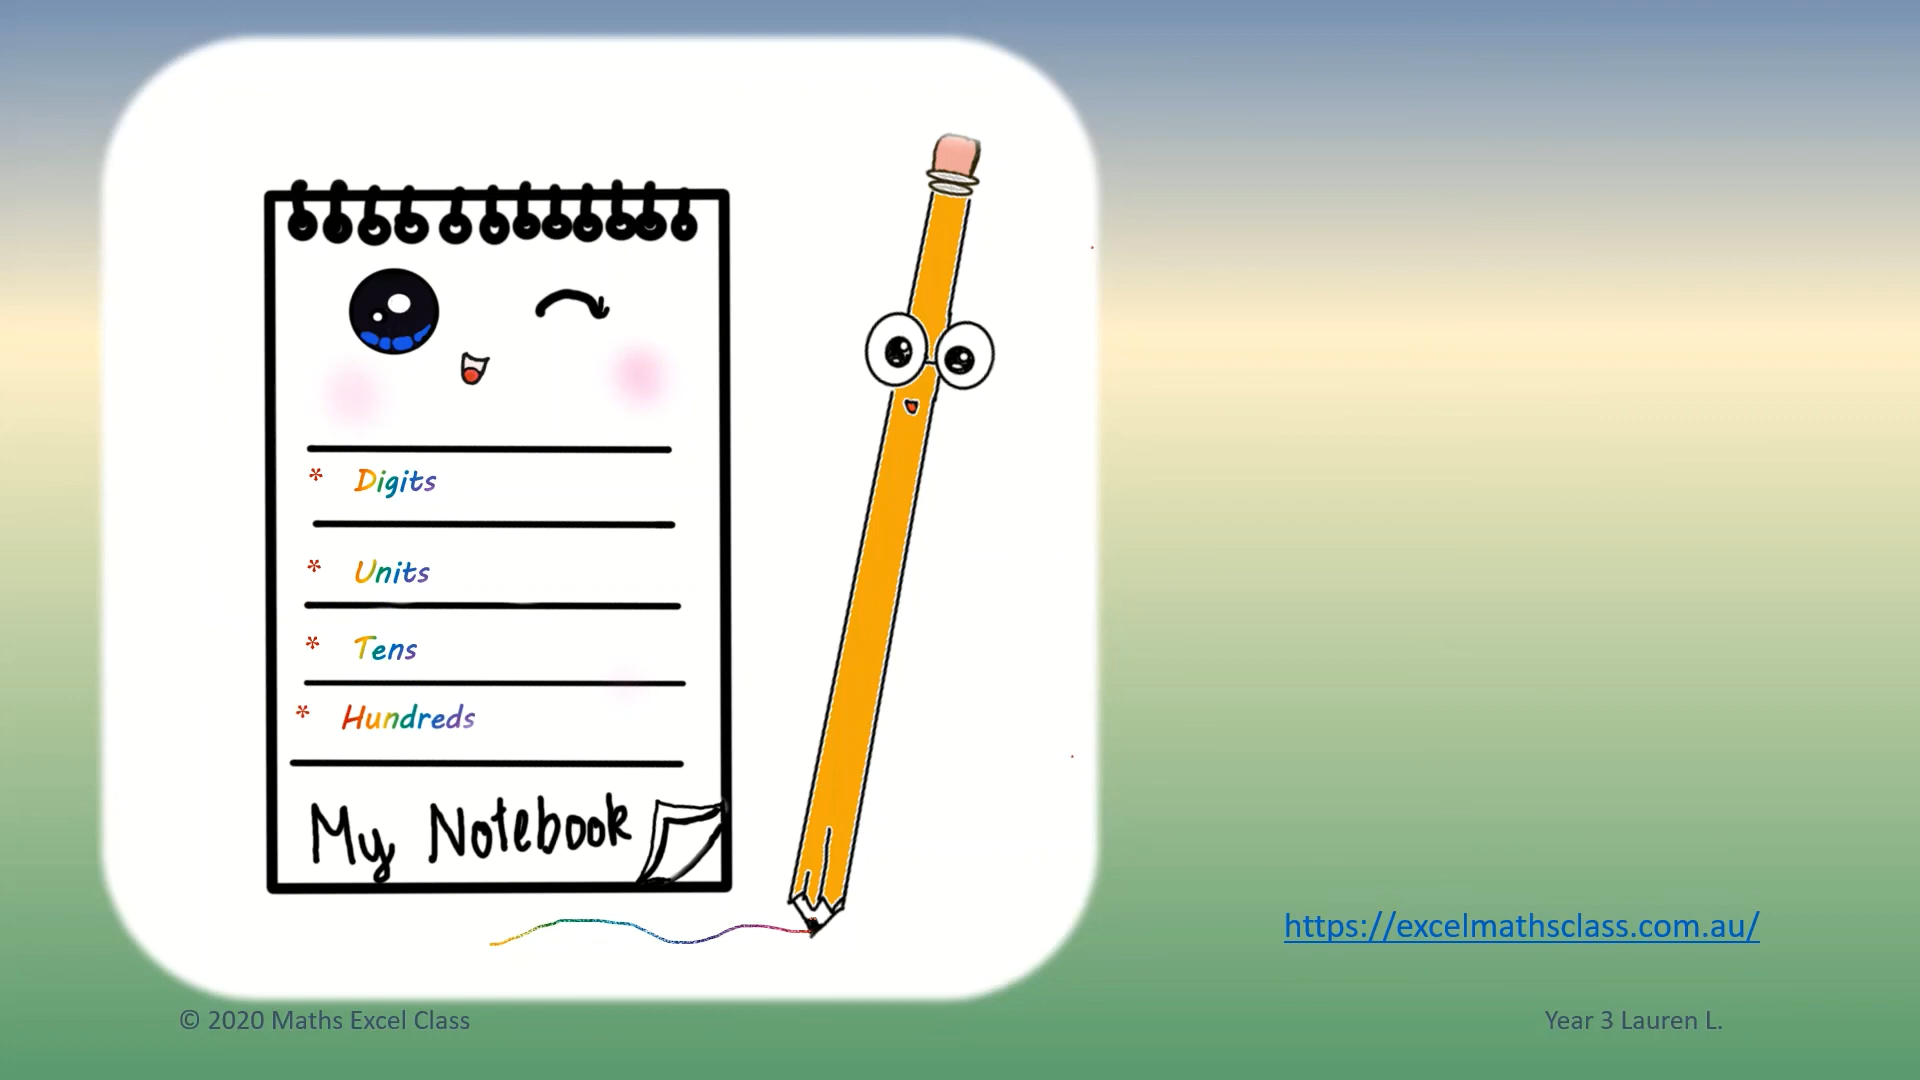 * Digits
* Units
* Tens
* Hundreds
My Notebook
https://excelmathsclass.com.au/
© 2020 Maths Excel Class
Year 3 Lauren L.